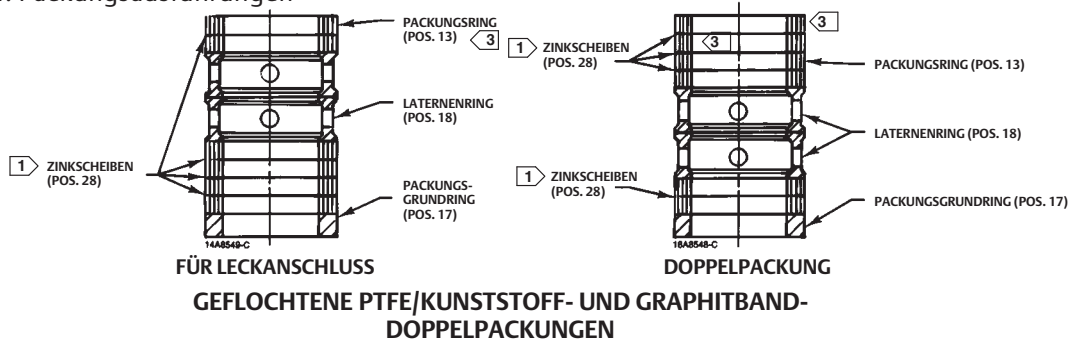 PACKUNGSRING
(POS. 13)
3
1
ZINKSCHEIBEN
(POS. 28)
LATERNENRING
(POS. 18)
PACKUNGS-
GRUNDRING
(POS. 17)
14A8549-C
FÜR LECKANSCHLUSS
3
1
ZINKSCHEIBEN
(POS. 28)
3
PACKUNGSRING (POS. 13)
LATERNENRING (POS. 18)
1
ZINKSCHEIBEN
(POS. 28)
PACKUNGSGRUNDRING (POS. 17)
18A8548-C
DOPPELPACKUNG
GEFLOCHTENE PTFE/KUNSTSTOFF- UND GRAPHITBAND-
DOPPELPACKUNGEN